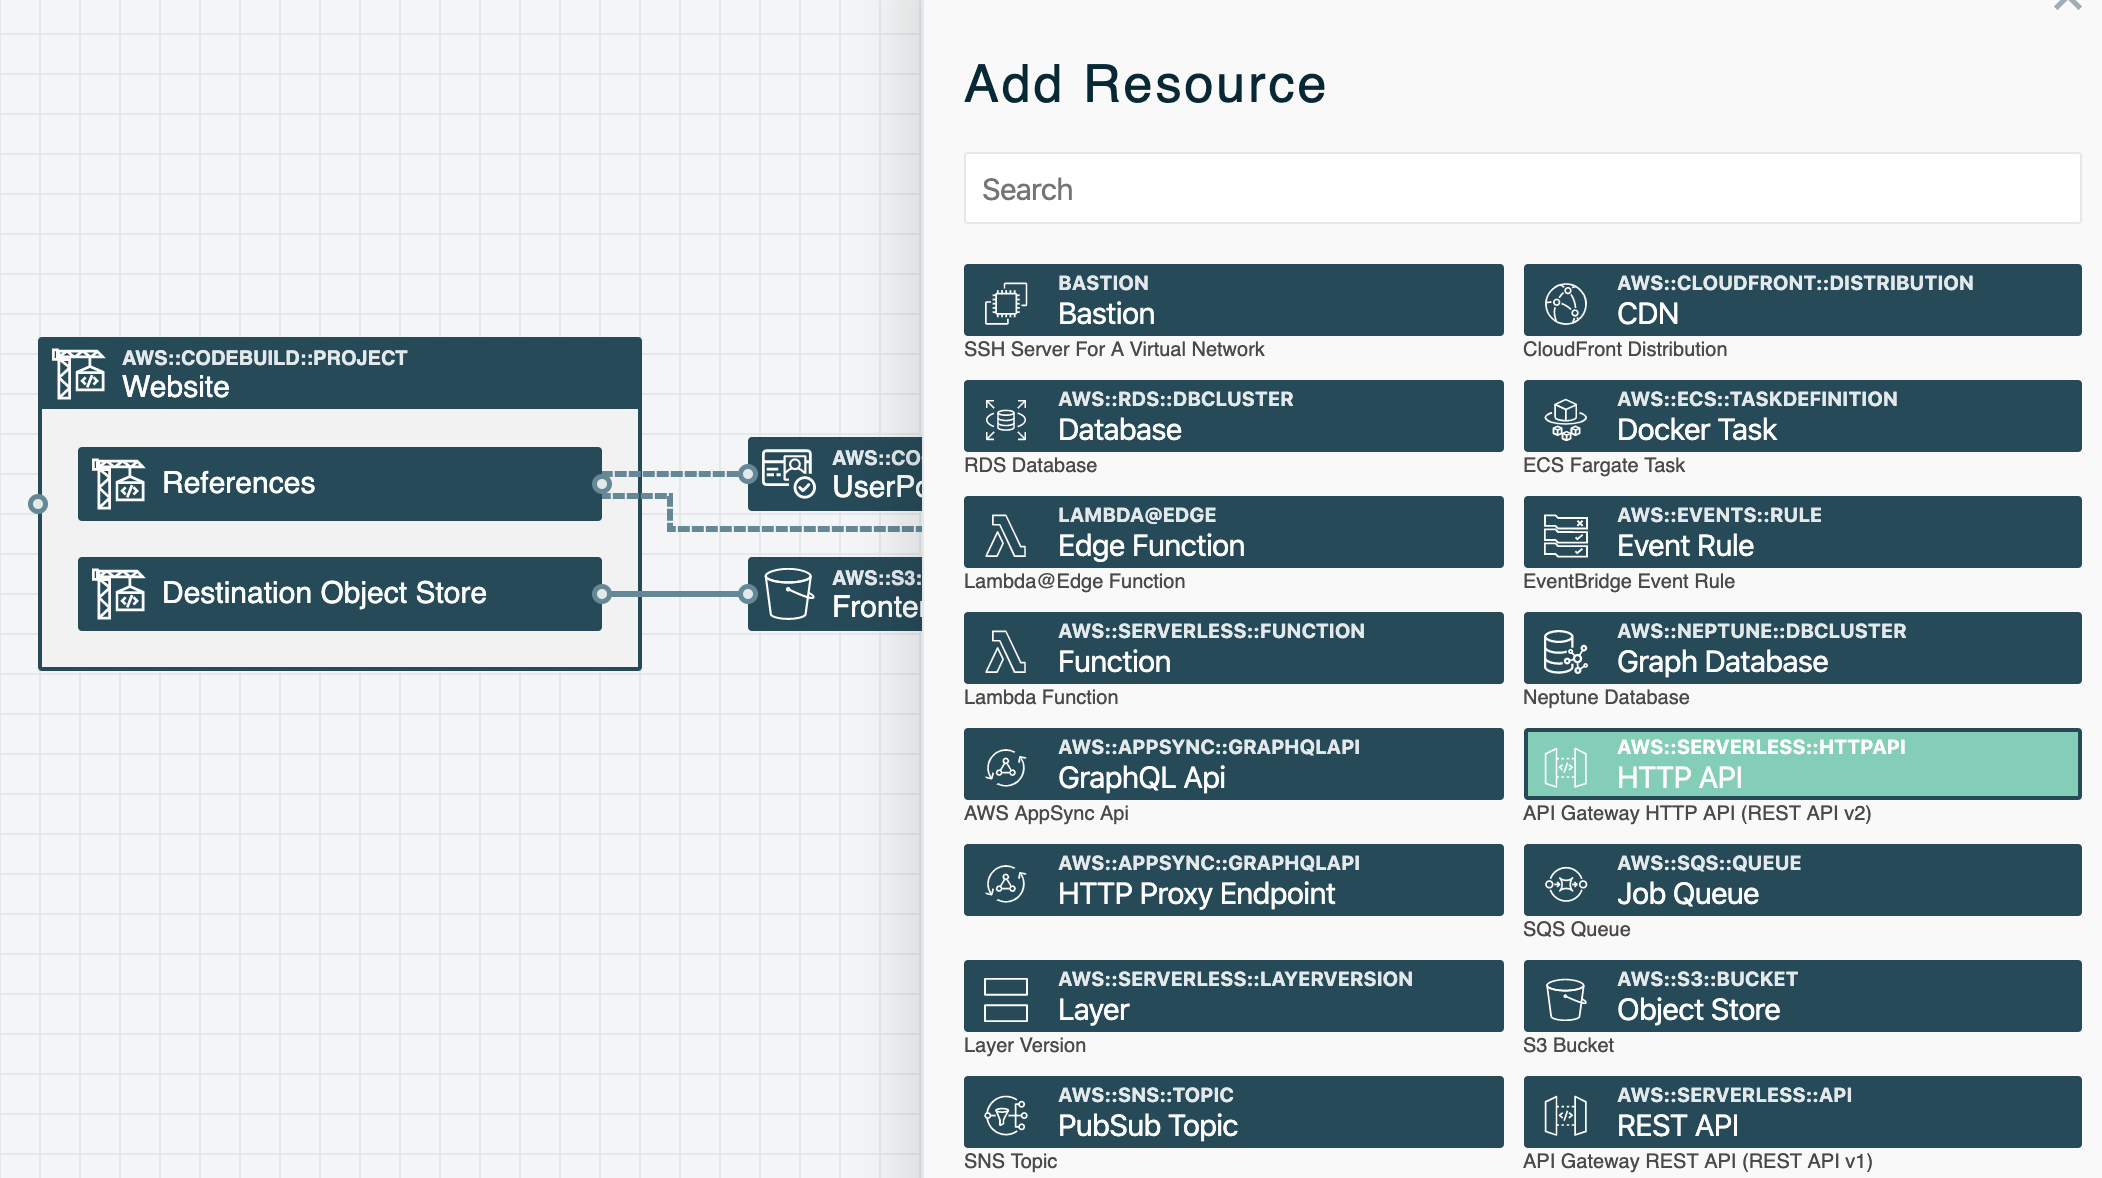 AWS::CODEBUILD::PROJECT
Website
References
Destination Object Store
AWS::CO
UserPo
AWS::S3:
Fronte
Add Resource
Search
BASTION
Bastion
SSH Server For A Virtual Network
AWS::CLOUDFRONT::DISTRIBUTION
CDN
CloudFront Distribution
AWS::RDS::DBCLUSTER
Database
RDS Database
AWS::ECS::TASKDEFINITION
Docker Task
ECS Fargate Task
LAMBDA@EDGE
Edge Function
Lambda@Edge Function
AWS::EVENTS::RULE
Event Rule
EventBridge Event Rule
AWS::SERVERLESS::FUNCTION
Function
Lambda Function
AWS::NEPTUNE::DBCLUSTER
Graph Database
Neptune Database
AWS::APPSYNC::GRAPHQLAPI
GraphQL Api
AWS AppSync Api
AWS::SERVERLESS::HTTPAPI
HTTP API
API Gateway HTTP API (REST API v2)
AWS::APPSYNC::GRAPHQLAPI
HTTP Proxy Endpoint
AWS::SQS::QUEUE
Job Queue
SQS Queue
AWS::SERVERLESS::LAYERVERSION
Layer
Layer Version
AWS::S3::BUCKET
Object Store
S3 Bucket
AWS::SNS::TOPIC
PubSub Topic
SNS Topic
AWS::SERVERLESS::API
REST API
API Gateway REST API (REST API v1)